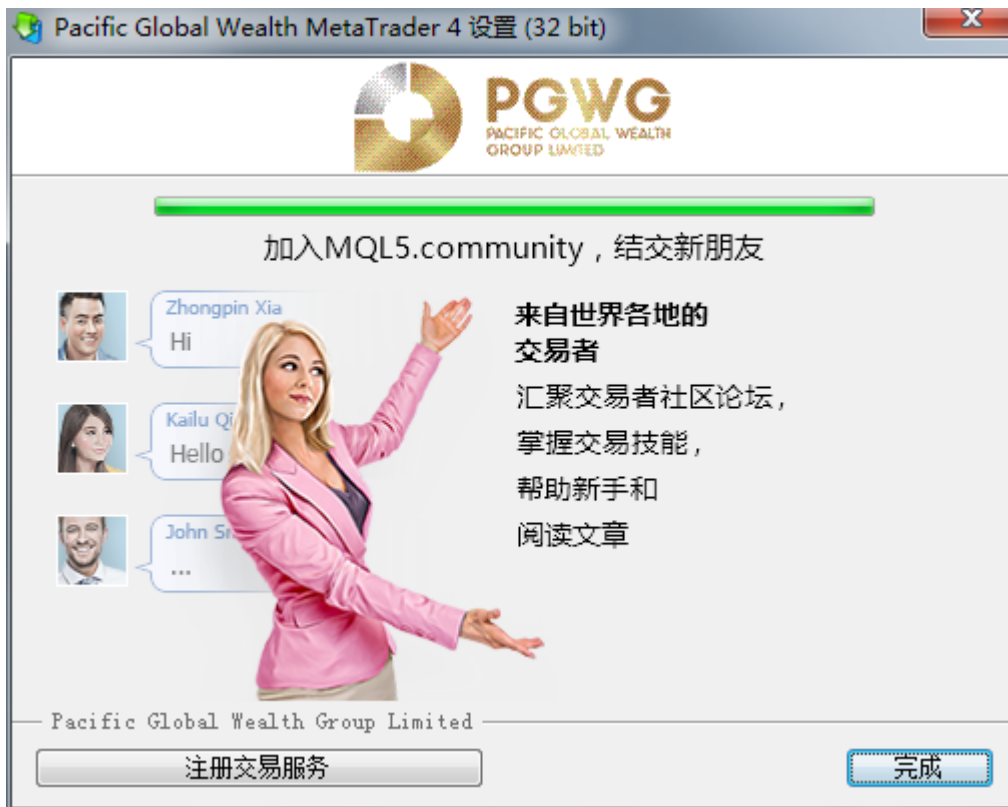 Pacific Global Wealth MetaTrader 4 设置 (32 bit)
PGWG
PACIFIC GLOBAL WEALTH
GROUP LIMITED
加入MQL5.community，结交新朋友
Zhongpin Xia
Hi
来自世界各地的
交易者
汇聚交易者社区论坛，
Kailu Qi
Hello
掌握交易技能，
帮助新手和
John
...
阅读文章
Pacific Global Wealth Group Limited
注册交易服务
完成